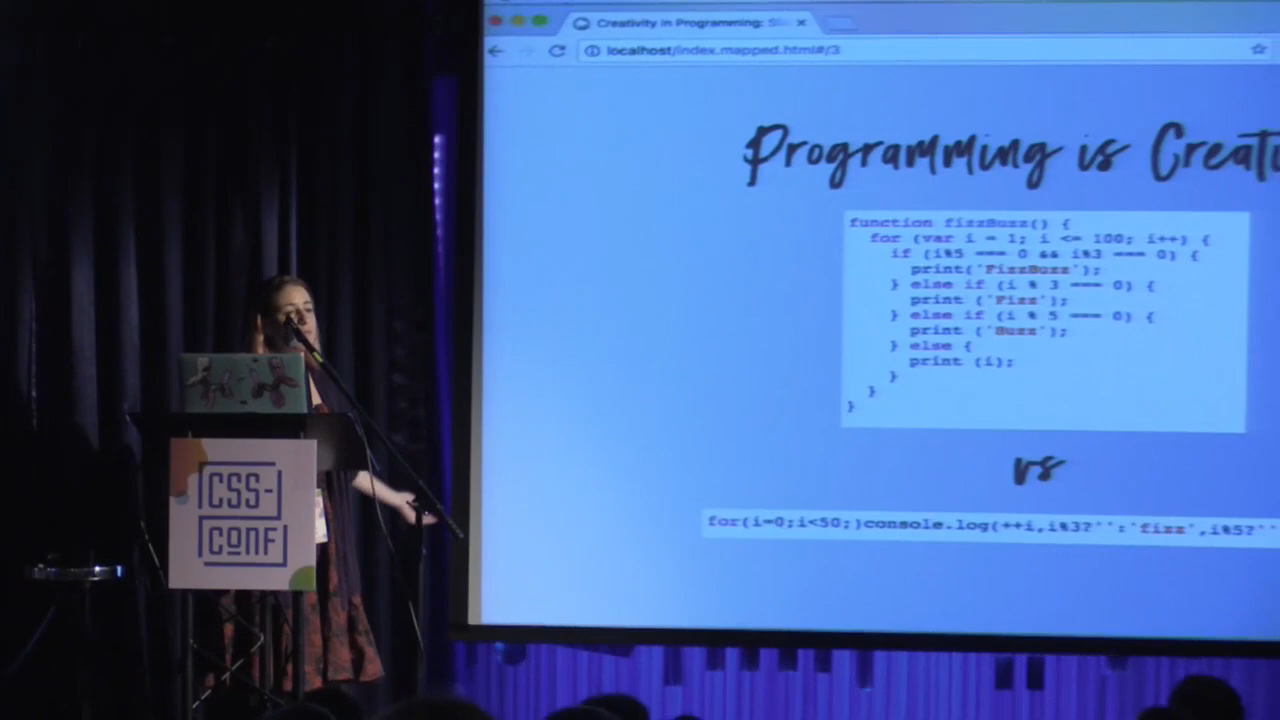 Creativity in Programming:
localhost/index.mapped.html#/3
Programming is Creati
function fizzBuzz() {
for (var i = 1; i <= 100; i++) {
if (i%5 === 0 && i%3 === 0) {
print('FizzBuzz');
} else if (i % 3 === 0) {
print ('Fizz');
} else if (i % 5 === 0) {
print ('Buzz');
} else {
print (i);
}
}
}
vs
for(i=0;i<50;)console.log(++i,i%3?'':'fizz',i%5?''
CSS-
CONF